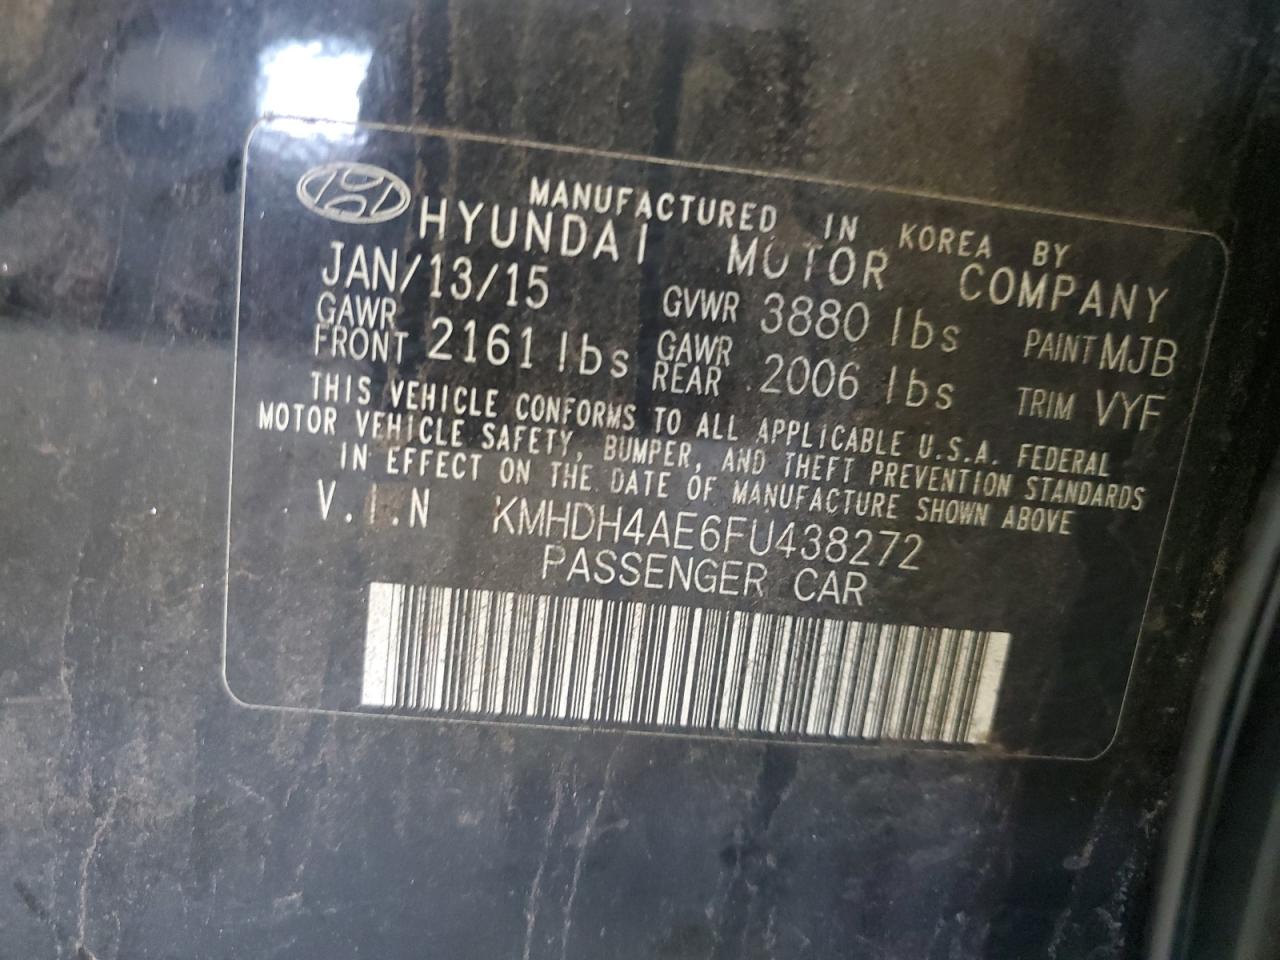 MANUFACTURED IN KOREA BY
HYUNDAI MOTOR COMPANY
JAN/13/15 GVWR 3880 lbs PAINT MJB
GAWR FRONT 2161 lbs GAWR REAR 2006 lbs TRIM VYF
THIS VEHICLE CONFORMS TO ALL APPLICABLE U.S.A. FEDERAL
MOTOR VEHICLE SAFETY, BUMPER, AND THEFT PREVENTION STANDARDS
IN EFFECT ON THE DATE OF MANUFACTURE SHOWN ABOVE
V.I.N KMHDH4AE6FU438272
PASSENGER CAR